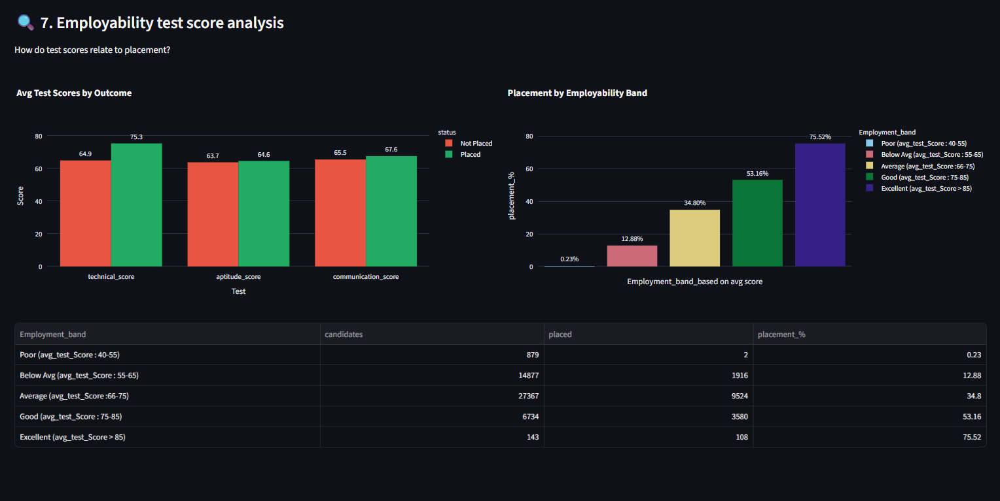 7. Employability test score analysis
How do test scores relate to placement?
Avg Test Scores by Outcome
80
60
40
20
0
Score
64.9
75.3
63.7
64.6
65.5
67.6
technical_score
aptitude_score
communication_score
Test
status
Not Placed
Placed
Placement by Employability Band
80
60
40
20
0
placement_%
0.23%
12.88%
34.80%
53.16%
75.52%
Employment_band_based on avg score
Employment_band
Poor (avg_test_Score : 40-55)
Below Avg (avg_test_Score : 55-65)
Average (avg_test_Score :66-75)
Good (avg_test_Score : 75-85)
Excellent (avg_test_Score > 85)
Employment_band candidates placed placement_%
Poor (avg_test_Score : 40-55) 879 2 0.23
Below Avg (avg_test_Score : 55-65) 14877 1916 12.88
Average (avg_test_Score :66-75) 27367 9524 34.8
Good (avg_test_Score : 75-85) 6734 3580 53.16
Excellent (avg_test_Score > 85) 143 108 75.52